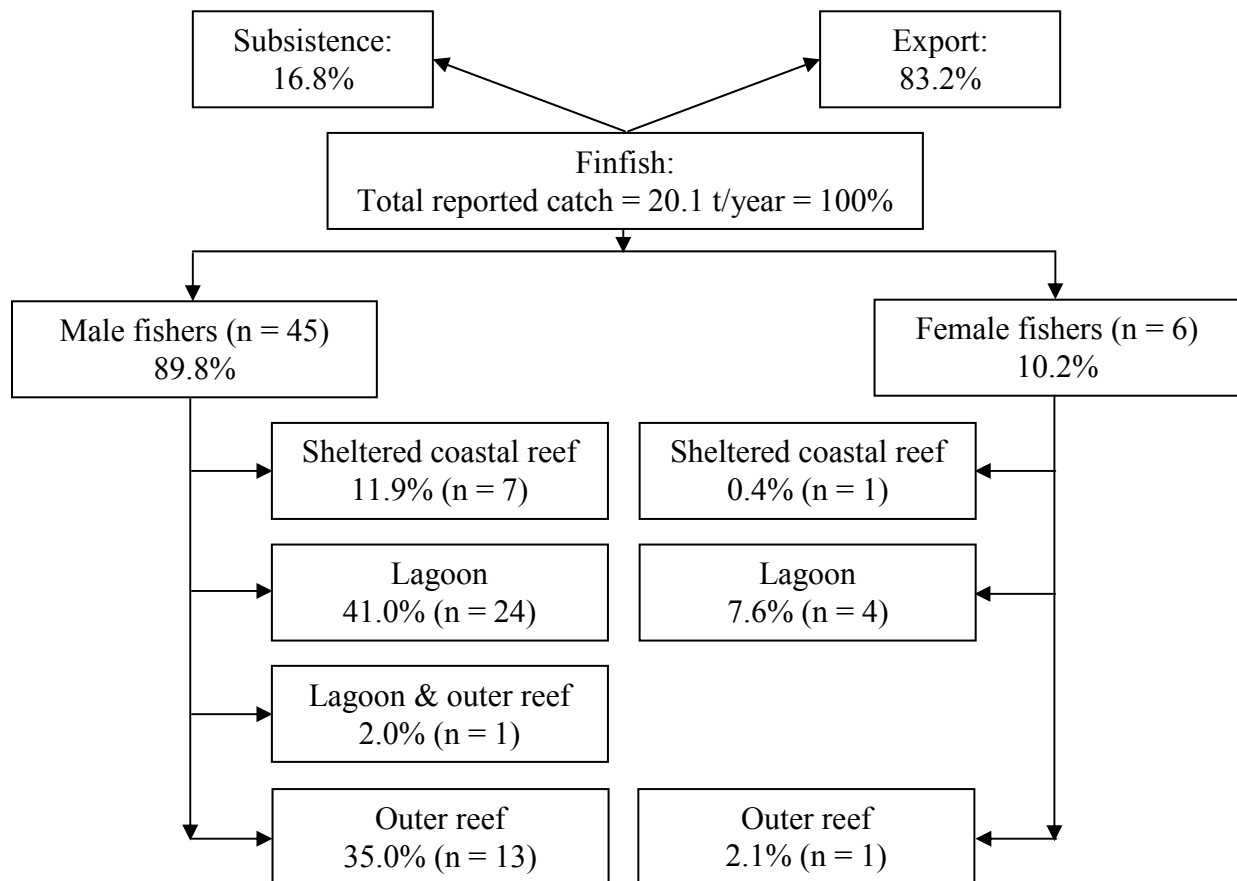 Subsistence:
16.8%
Export:
83.2%
Finfish:
Total reported catch = 20.1 t/year = 100%
Male fishers (n = 45)
89.8%
Female fishers (n = 6)
10.2%
Sheltered coastal reef
11.9% (n = 7)
Sheltered coastal reef
0.4% (n = 1)
Lagoon
41.0% (n = 24)
Lagoon
7.6% (n = 4)
Lagoon & outer reef
2.0% (n = 1)
Outer reef
35.0% (n = 13)
Outer reef
2.1% (n = 1)